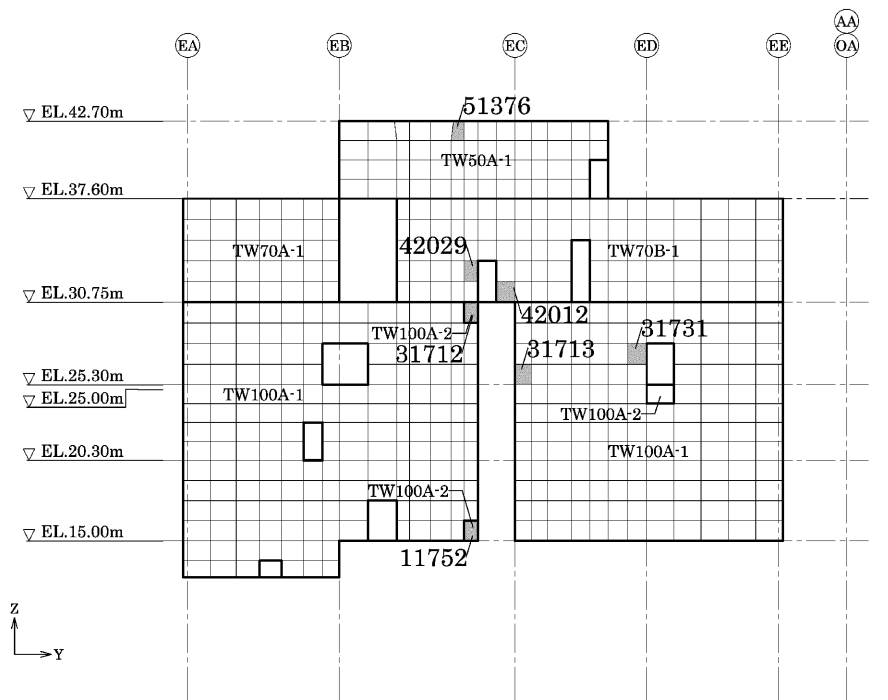 AA
EA EB EC ED EE OA
51376
EL.42.70m
TW50A-1
EL.37.60m
42029
TW70A-1 TW70B-1
EL.30.75m
42012
TW100A-2 31731
31712 31713
EL.25.30m
TW100A-1
EL.25.00m
TW100A-2
EL.20.30m TW100A-1
TW100A-2
EL.15.00m
11752
Z
Y